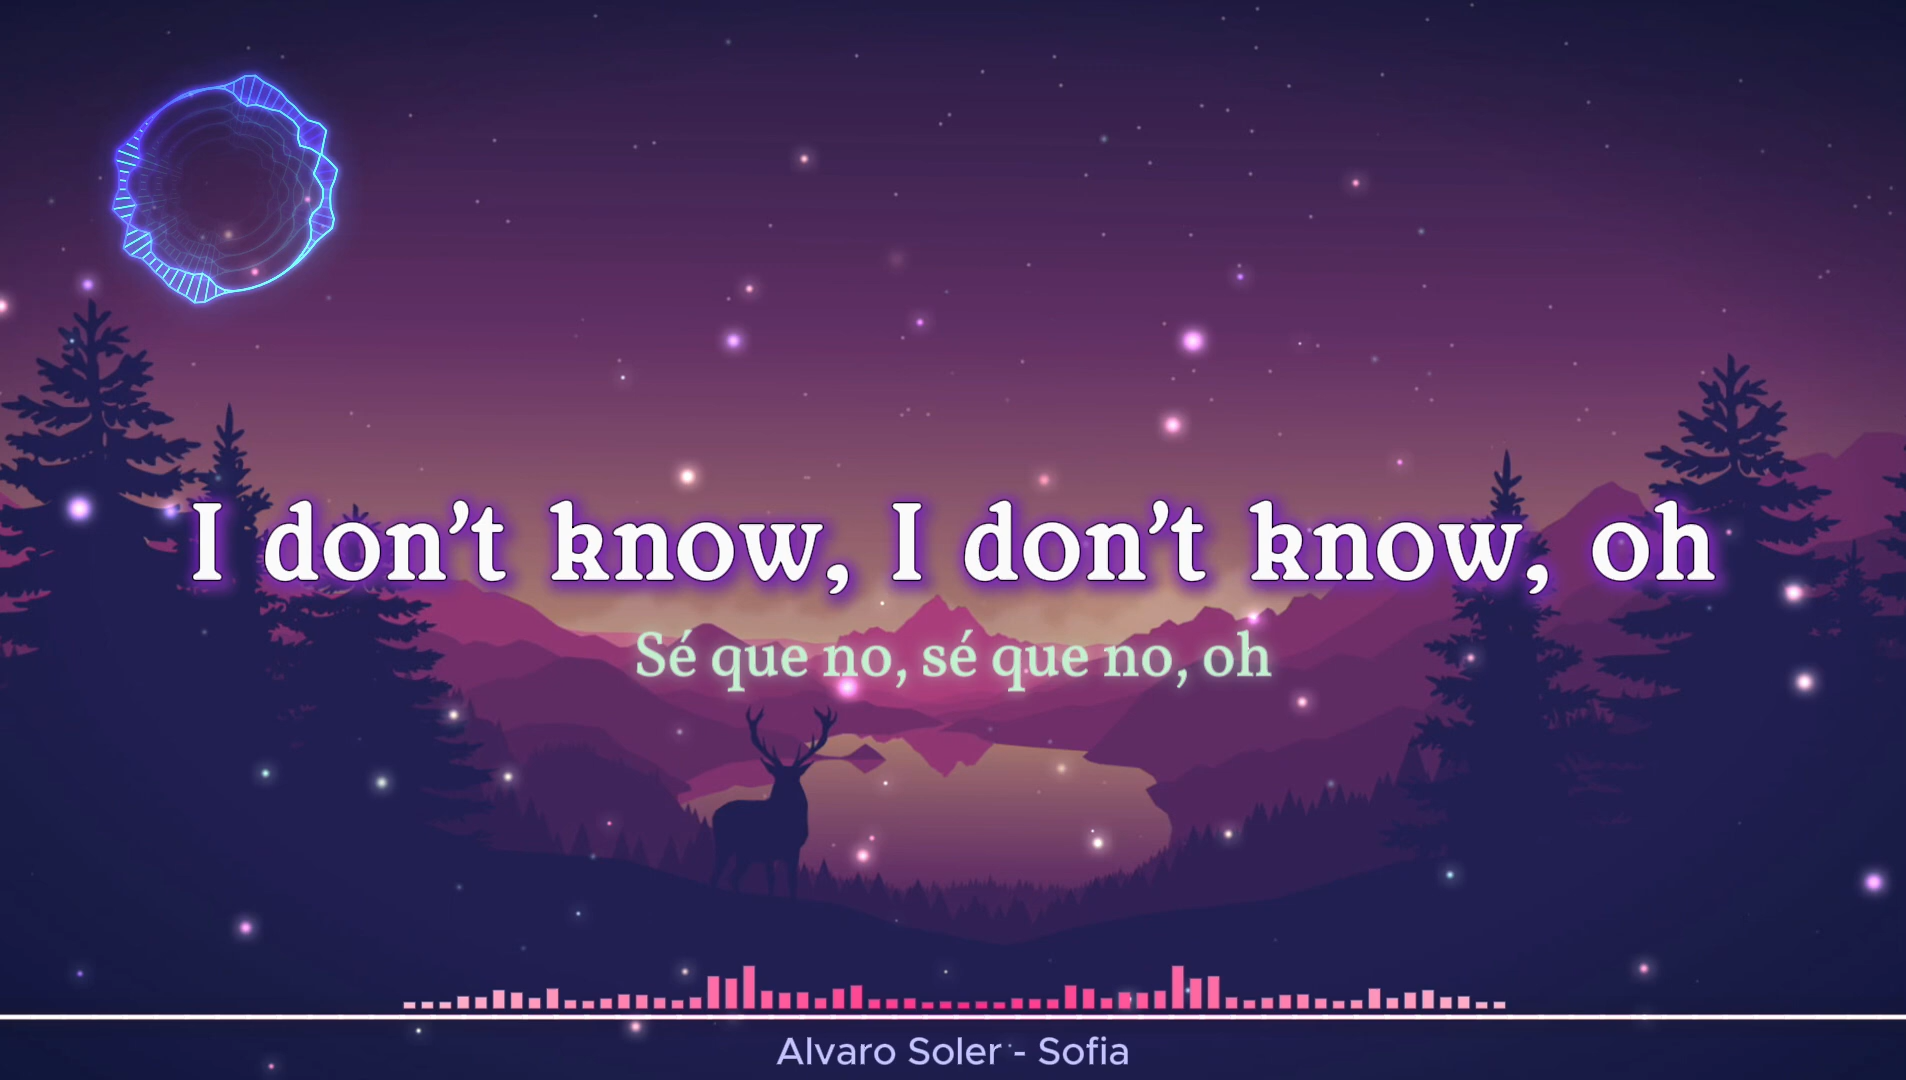 I don’t know, I don’t know, oh
Sé que no, sé que no, oh
Alvaro Soler - Sofia